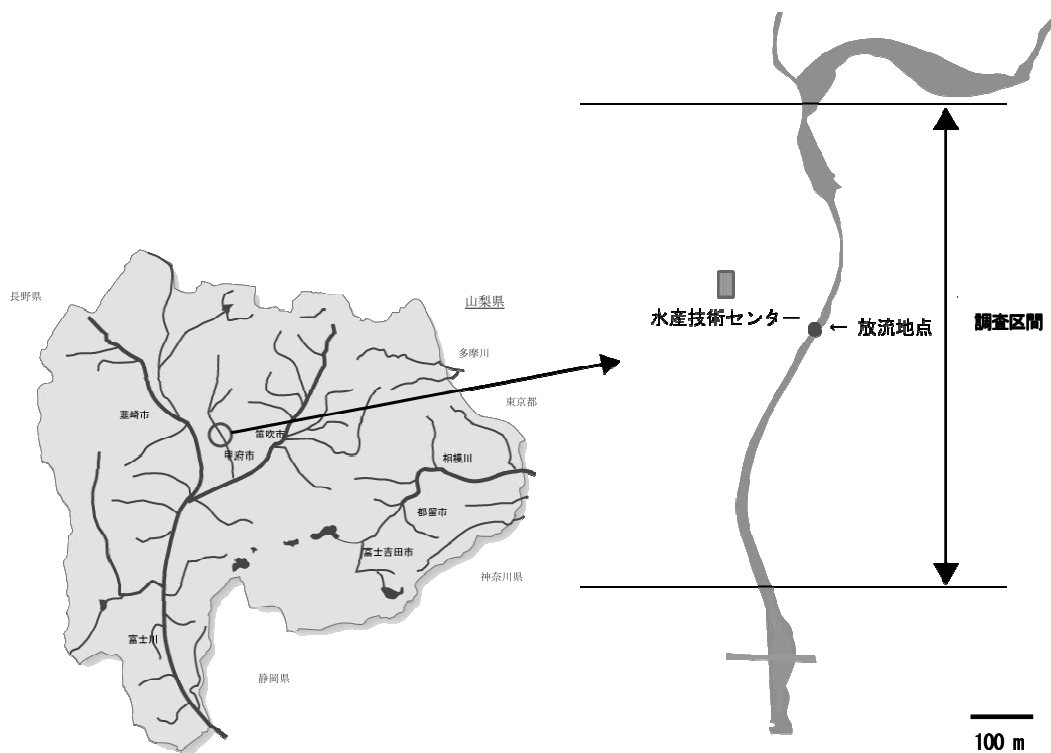 長野県
山梨県
多摩川
東京都
韮崎市
笛吹市
甲府市
相模川
都留市
富士吉田市
神奈川県
富士川
静岡県
水産技術センター
← 放流地点
調査区間
100 m